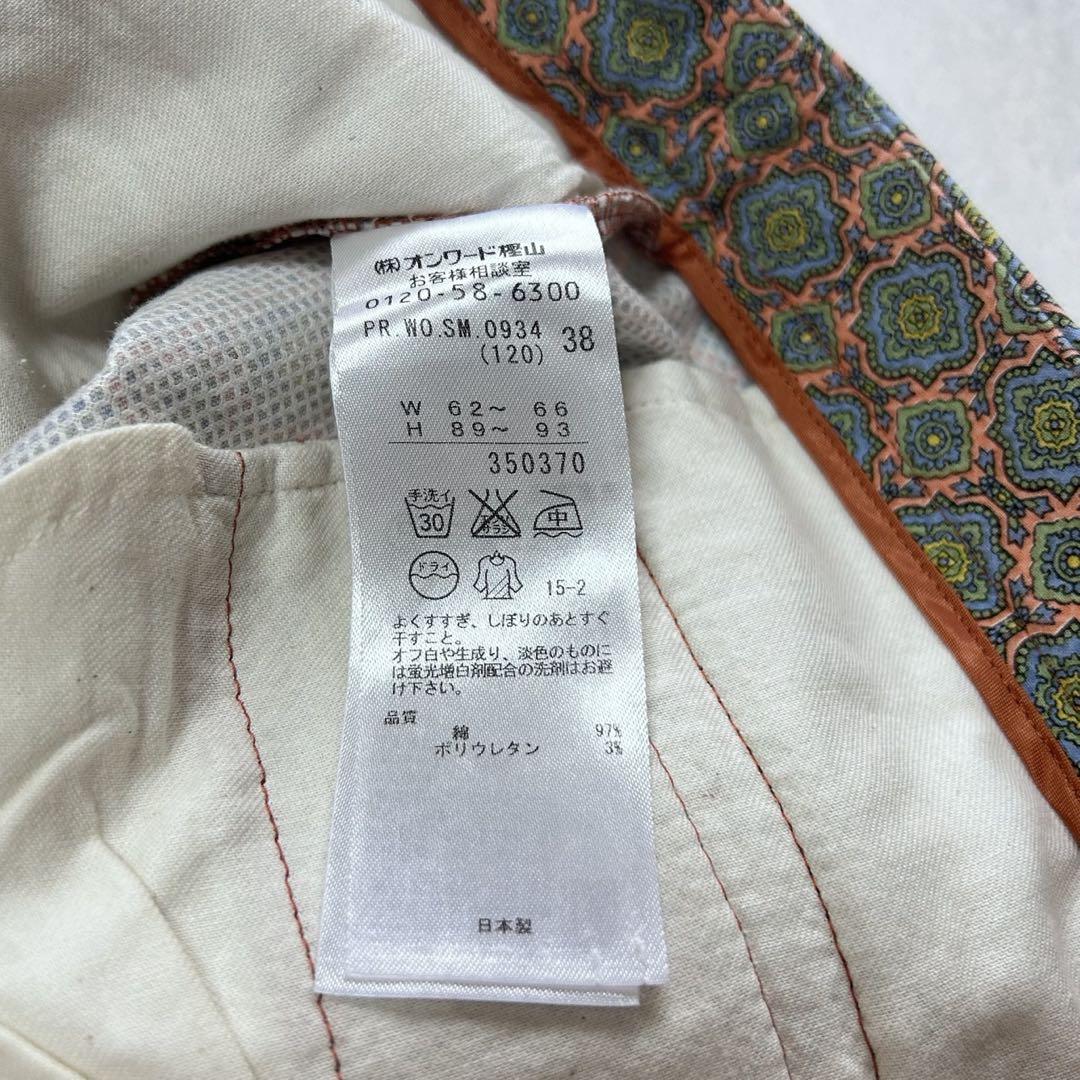 (株)オンワード樫山
お客様相談室
0120-58-6300
PR.WO.SM.0934 38
(120)
W 62〜 66
H 89〜 93
350370
手洗イ
30
中
ドライ
15-2
よくすすぎ、しぼりのあとすぐ
干すこと。
オフ白や生成り、淡色のものに
は蛍光増白剤配合の洗剤はお避
け下さい。
品質
綿 97%
ポリウレタン 3%
日本製